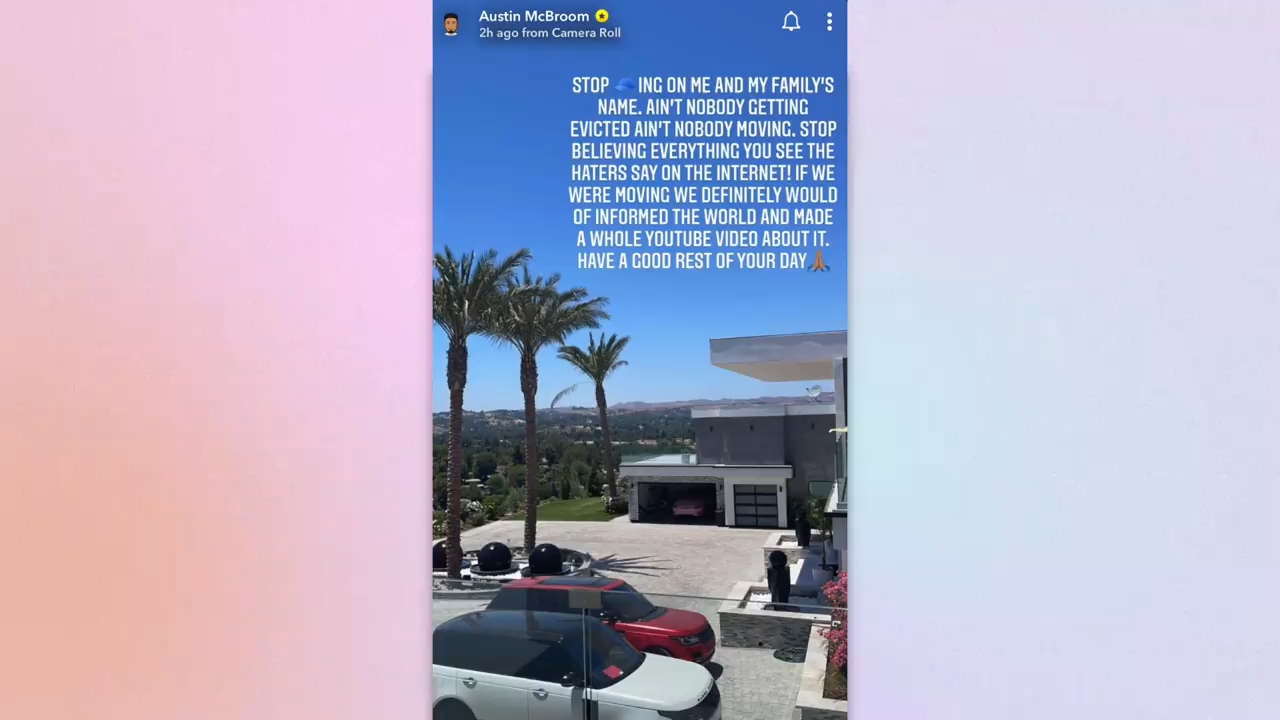 Austin McBroom
2h ago from Camera Roll
STOP 🧢ING ON ME AND MY FAMILY'S
NAME. AIN'T NOBODY GETTING
EVICTED AIN'T NOBODY MOVING. STOP
BELIEVING EVERYTHING YOU SEE THE
HATERS SAY ON THE INTERNET! IF WE
WERE MOVING WE DEFINITELY WOULD
OF INFORMED THE WORLD AND MADE
A WHOLE YOUTUBE VIDEO ABOUT IT.
HAVE A GOOD REST OF YOUR DAY🙏🏾